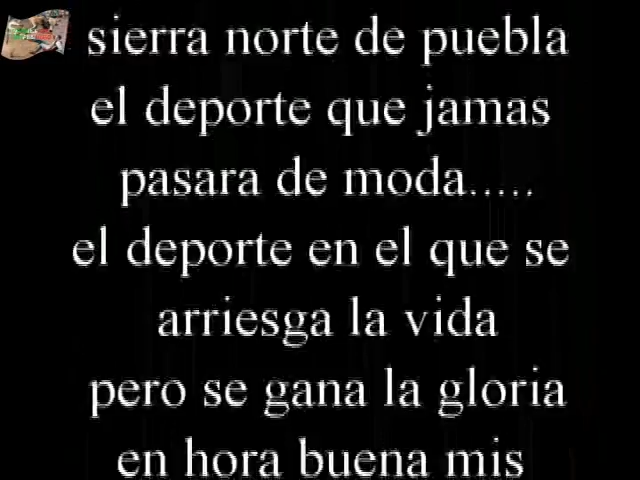 sierra norte de puebla
el deporte que jamas
pasara de moda.....
el deporte en el que se
arriesga la vida
pero se gana la gloria
en hora buena mis